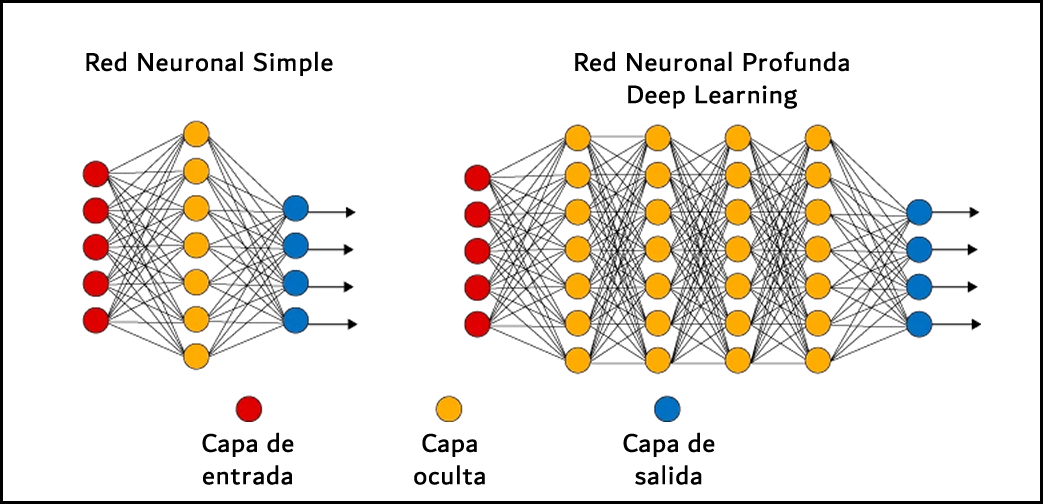 Red Neuronal Simple
Red Neuronal Profunda
Deep Learning
Capa de
entrada
Capa
oculta
Capa de
salida